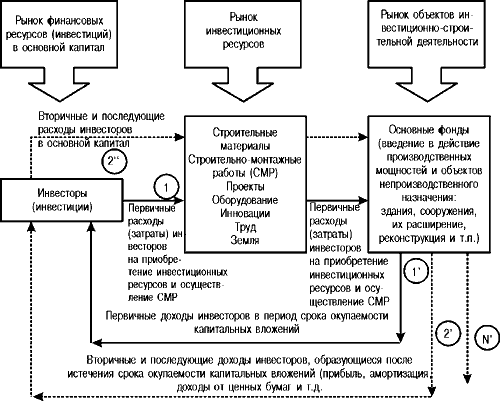 Рынок финансовых
ресурсов (инвестиций)
в основной капитал
Рынок
инвестиционных
ресурсов
Рынок объектов ин-
вестиционно-строи-
тельной деятельности
Вторичные и последующие
расходы инвесторов
в основной капитал
2"
Инвесторы
(инвестиции)
1
Первичные
расходы
(затраты) ин-
весторов
на приобре-
тение инвестиционных
ресурсов и осущест-
вление СМР
Строительные
материалы
Строительно-монтажные
работы (СМР)
Проекты
Оборудование
Инновации
Труд
Земля
Первичные
расходы
(затраты)
инвесторов
на приобретение
инвестиционных
ресурсов и осу-
ществление СМР
Основные фонды
(введение в действие
производственных
мощностей и объектов
непроизводственного
назначения:
здания, сооружения,
их расширение,
реконструкция и т.п.)
1'
Первичные доходы инвесторов в период срока окупаемости
капитальных вложений
2'
N'
Вторичные и последующие доходы инвесторов, образующиеся после
истечения срока окупаемости капитальных вложений (прибыль, амортизация,
доходы от ценных бумаг и т.д.